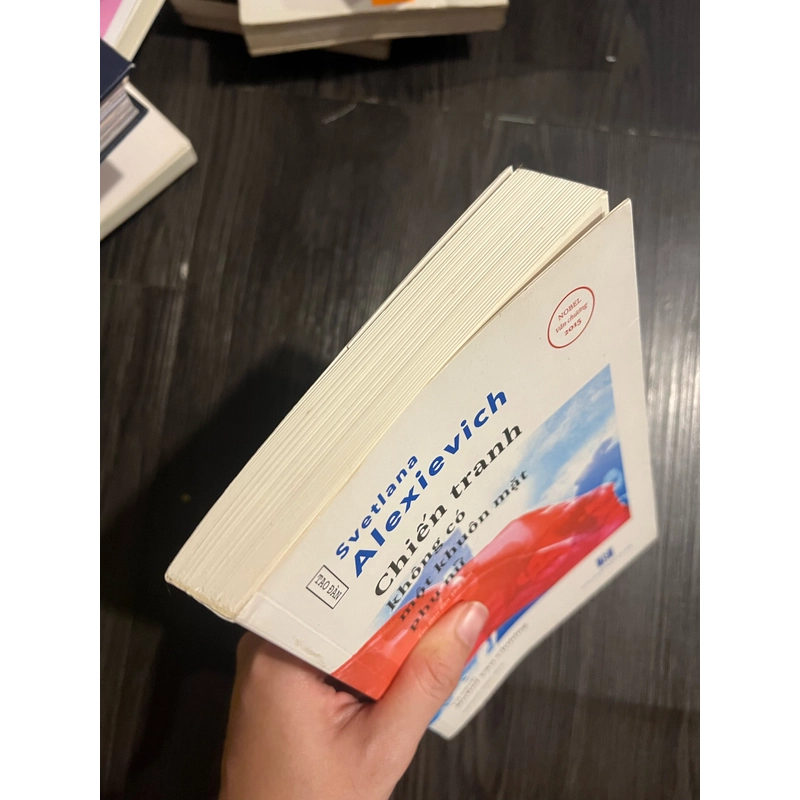 NOBEL
Văn chương
2015
Svetlana
Alexievich
Chiến tranh
không có
một khuôn mặt
phụ nữ
TAO ĐÀN